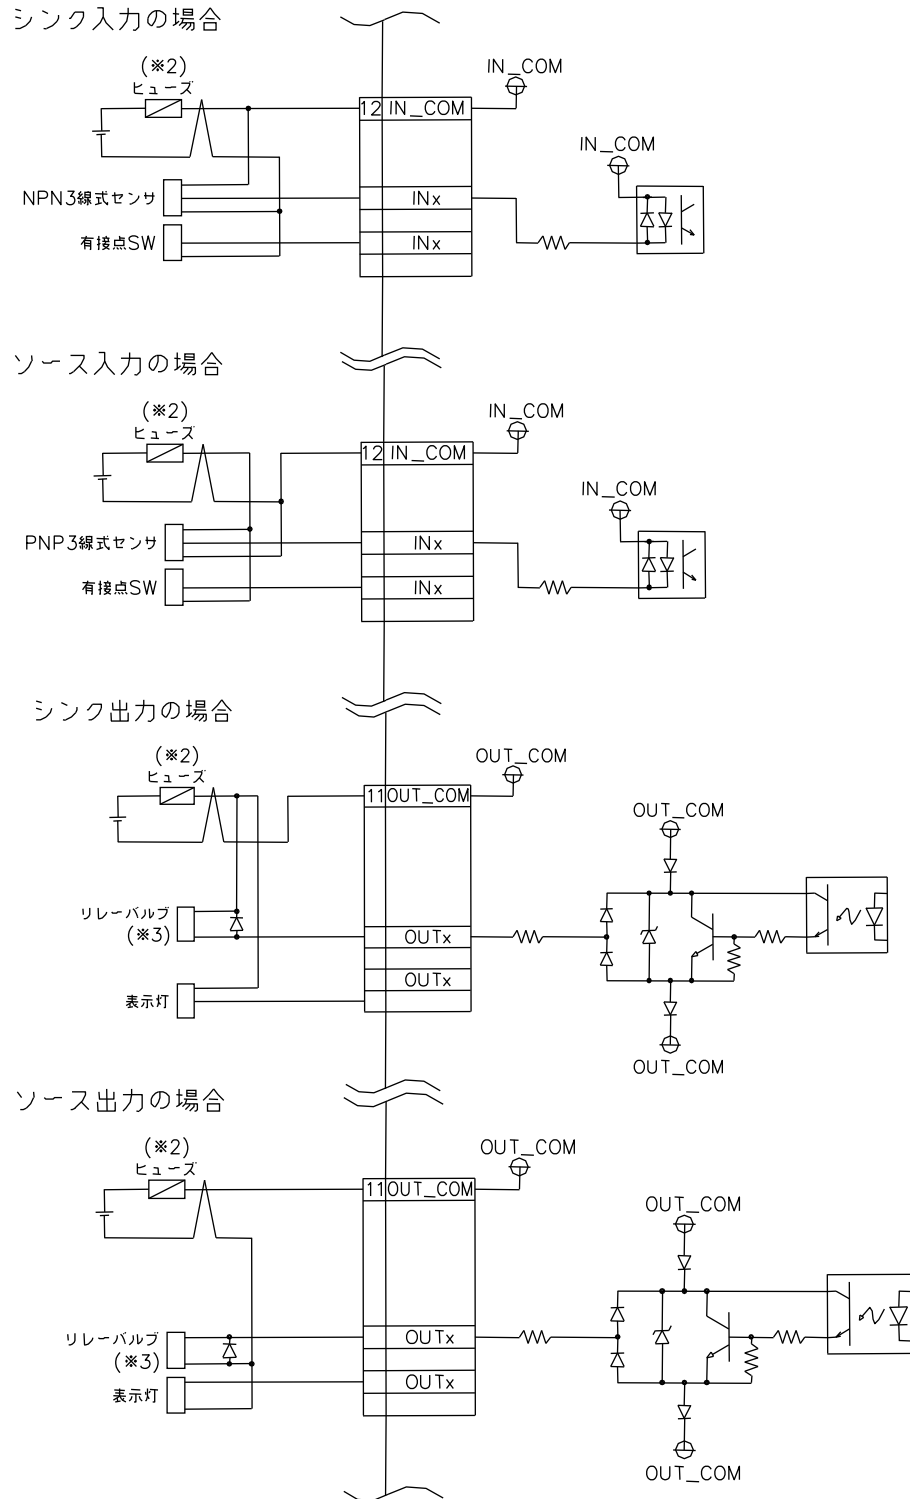 シンク入力の場合
(※2)
ヒューズ
IN_COM
12 IN_COM
IN_COM
NPN3線式センサ
INx
有接点SW
INx
ソース入力の場合
(※2)
ヒューズ
IN_COM
12 IN_COM
IN_COM
PNP3線式センサ
INx
有接点SW
INx
シンク出力の場合
(※2)
ヒューズ
OUT_COM
11 OUT_COM
OUT_COM
リレーバルブ
(※3)
OUTx
OUTx
表示灯
OUT_COM
ソース出力の場合
(※2)
ヒューズ
OUT_COM
11 OUT_COM
OUT_COM
リレーバルブ
(※3)
OUTx
表示灯
OUTx
OUT_COM